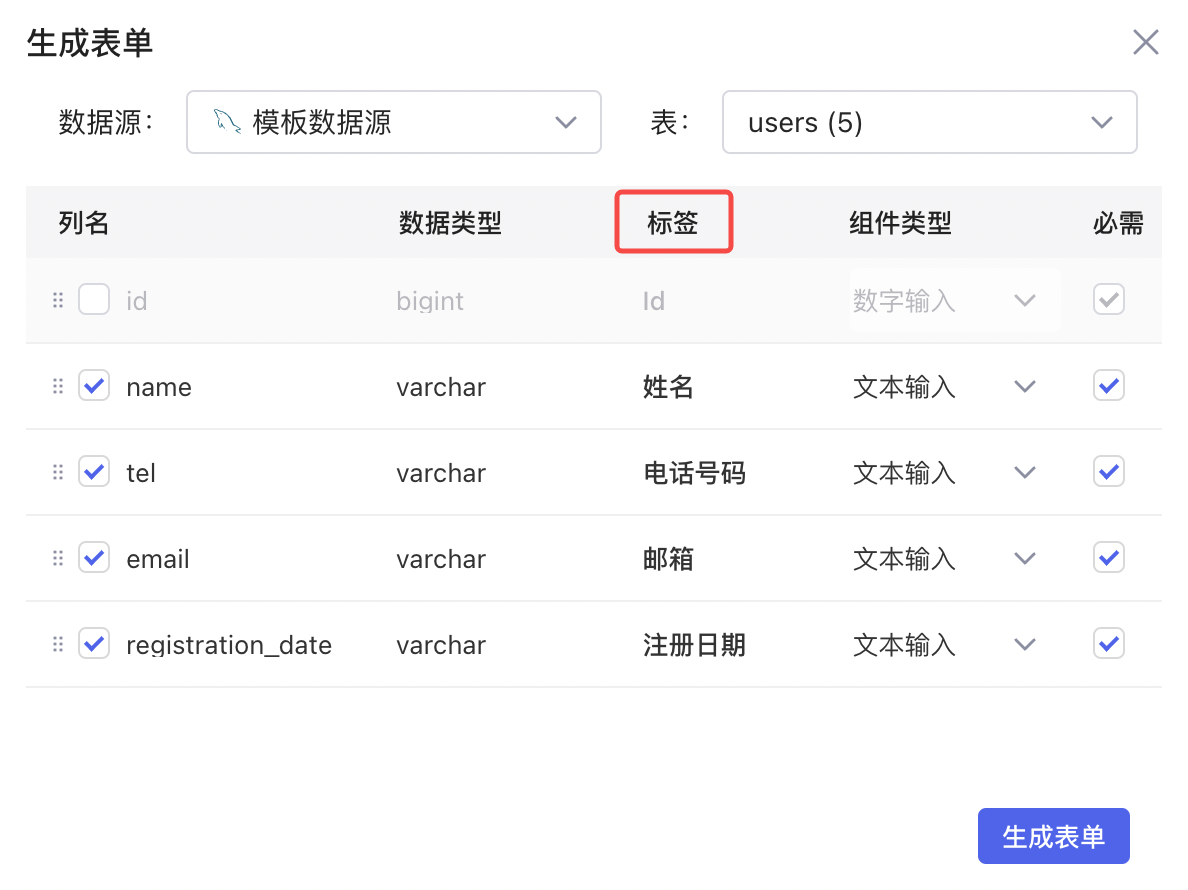 生成表单
数据源： 模板数据源 表： users (5)
列名 数据类型 标签 组件类型 必需
id bigint Id 数字输入
name varchar 姓名 文本输入
tel varchar 电话号码 文本输入
email varchar 邮箱 文本输入
registration_date varchar 注册日期 文本输入
生成表单